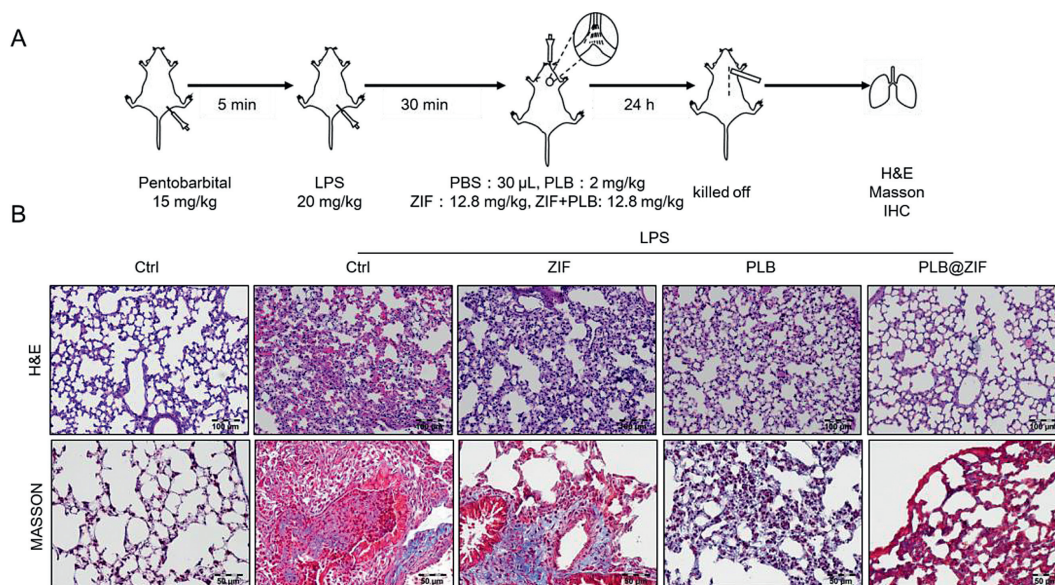 A
5 min
30 min
24 h
Pentobarbital
15 mg/kg
LPS
20 mg/kg
PBS：30 μL, PLB：2 mg/kg
ZIF：12.8 mg/kg, ZIF+PLB: 12.8 mg/kg
killed off
H&E
Masson
IHC
B
LPS
Ctrl Ctrl ZIF PLB PLB@ZIF
H&E
100 μm 100 μm 100 μm 100 μm 100 μm
MASSON
50 μm 50 μm 50 μm 50 μm 50 μm